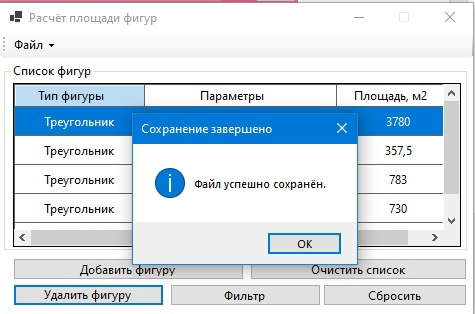 Расчёт площади фигур
Файл
Список фигур
Тип фигуры Параметры Площадь, м2
Треугольник 3780
Треугольник 357,5
Треугольник 783
Треугольник 730
Сохранение завершено
Файл успешно сохранён.
ОК
Добавить фигуру Очистить список
Удалить фигуру Фильтр Сбросить